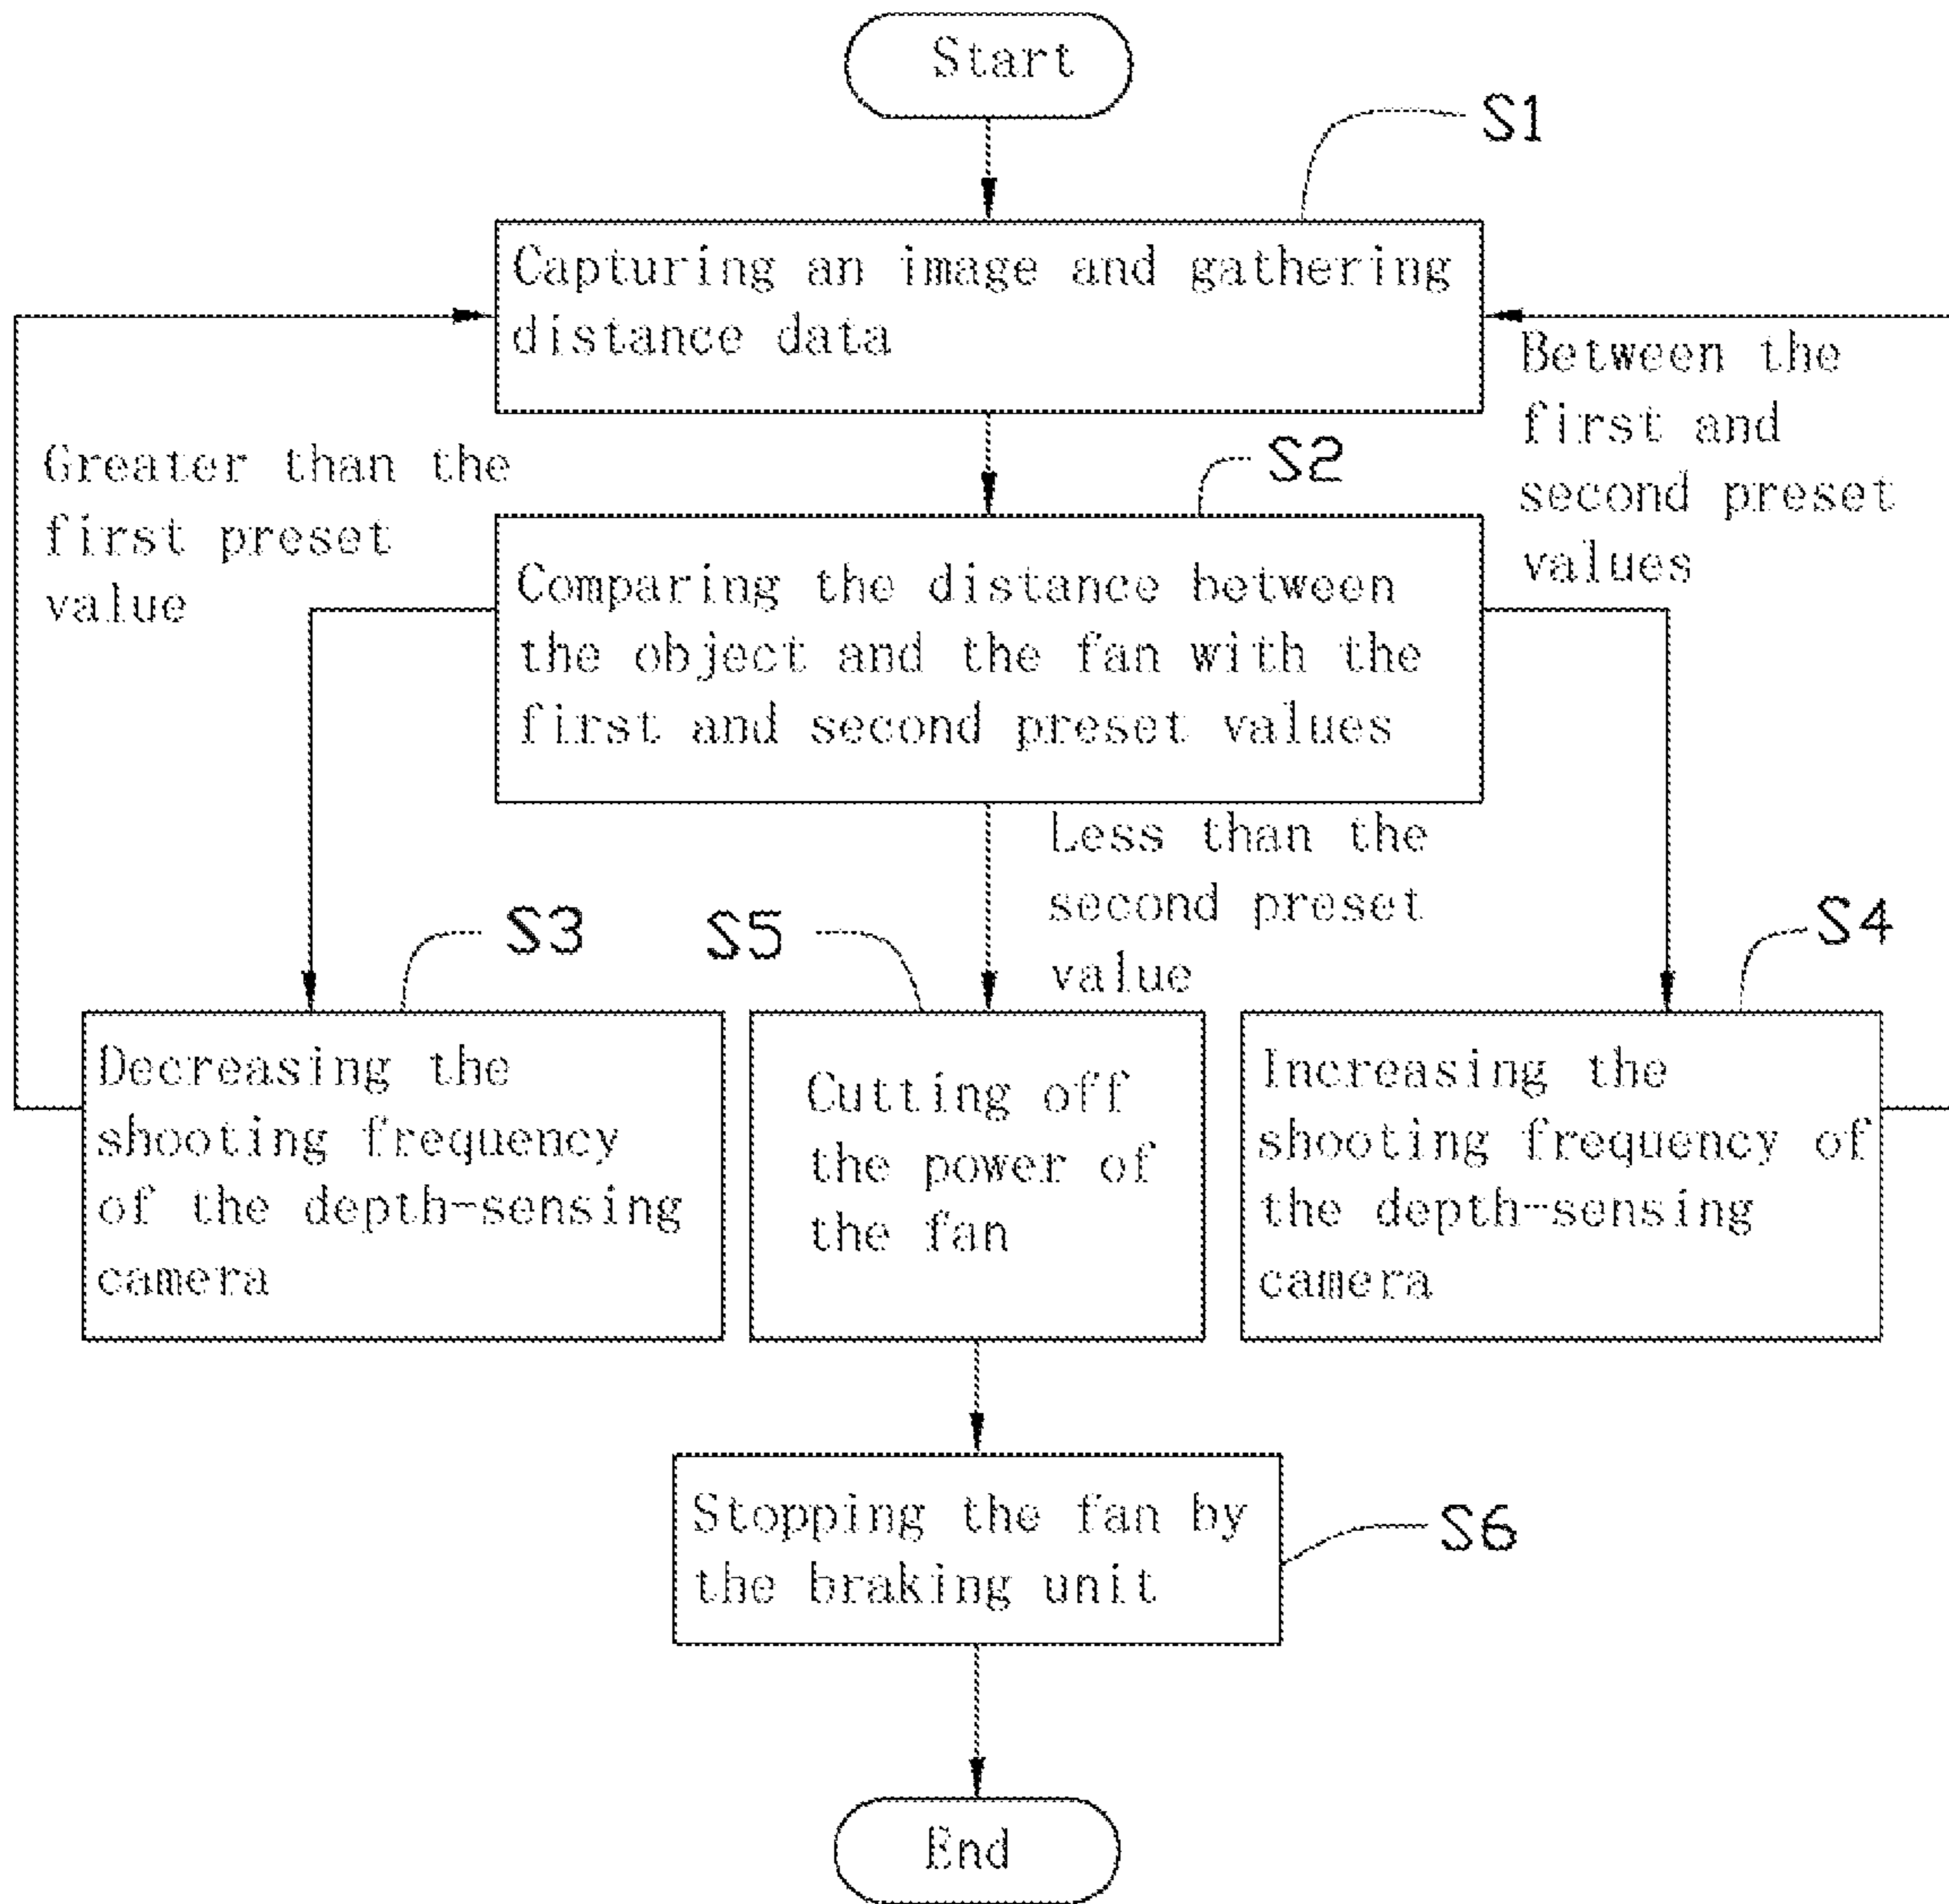 Start
S1
Capturing an image and gathering
distance data
Between the
first and
second preset
values
Greater than the
first preset
value
S2
Comparing the distance between
the object and the fan with the
first and second preset values
Less than the
second preset
value
S3
S5
S4
Decreasing the
shooting frequency
of the depth-sensing
camera
Cutting off
the power of
the fan
Increasing the
shooting frequency of
the depth-sensing
camera
Stopping the fan by
the braking unit
S6
End